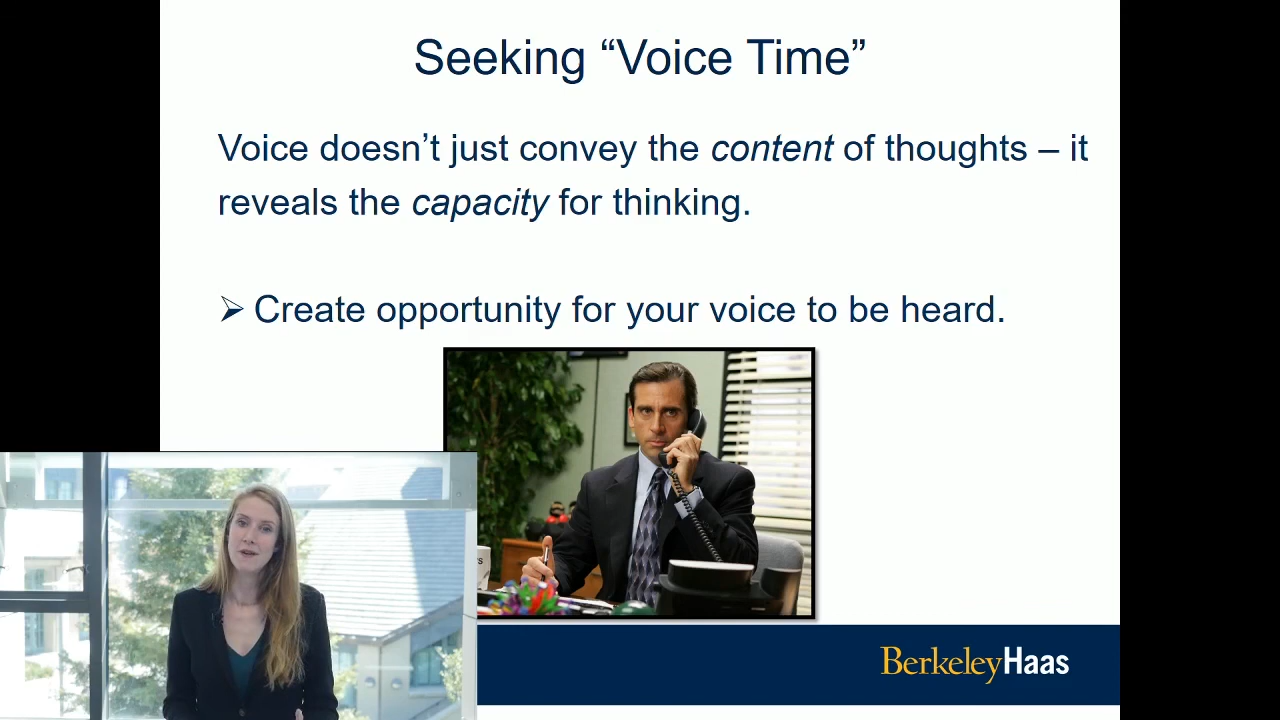 Seeking “Voice Time”
Voice doesn’t just convey the content of thoughts – it
reveals the capacity for thinking.
➢ Create opportunity for your voice to be heard.
BerkeleyHaas